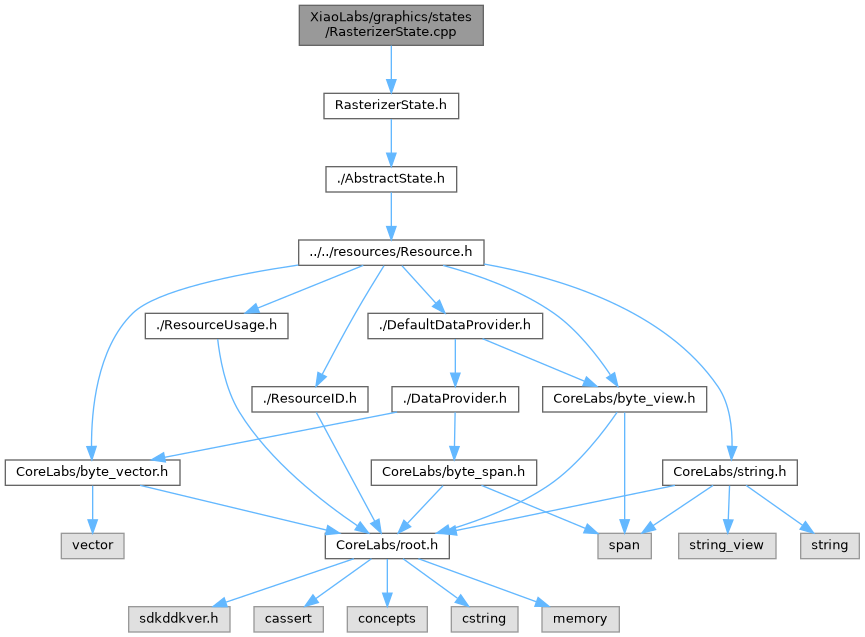 XiaoLabs/graphics/states
/RasterizerState.cpp
RasterizerState.h
./AbstractState.h
../../resources/Resource.h
./ResourceUsage.h
./DefaultDataProvider.h
./ResourceID.h
./DataProvider.h
CoreLabs/byte_view.h
CoreLabs/byte_vector.h
CoreLabs/byte_span.h
CoreLabs/string.h
vector
CoreLabs/root.h
span
string_view
string
sdkddkver.h
cassert
concepts
cstring
memory